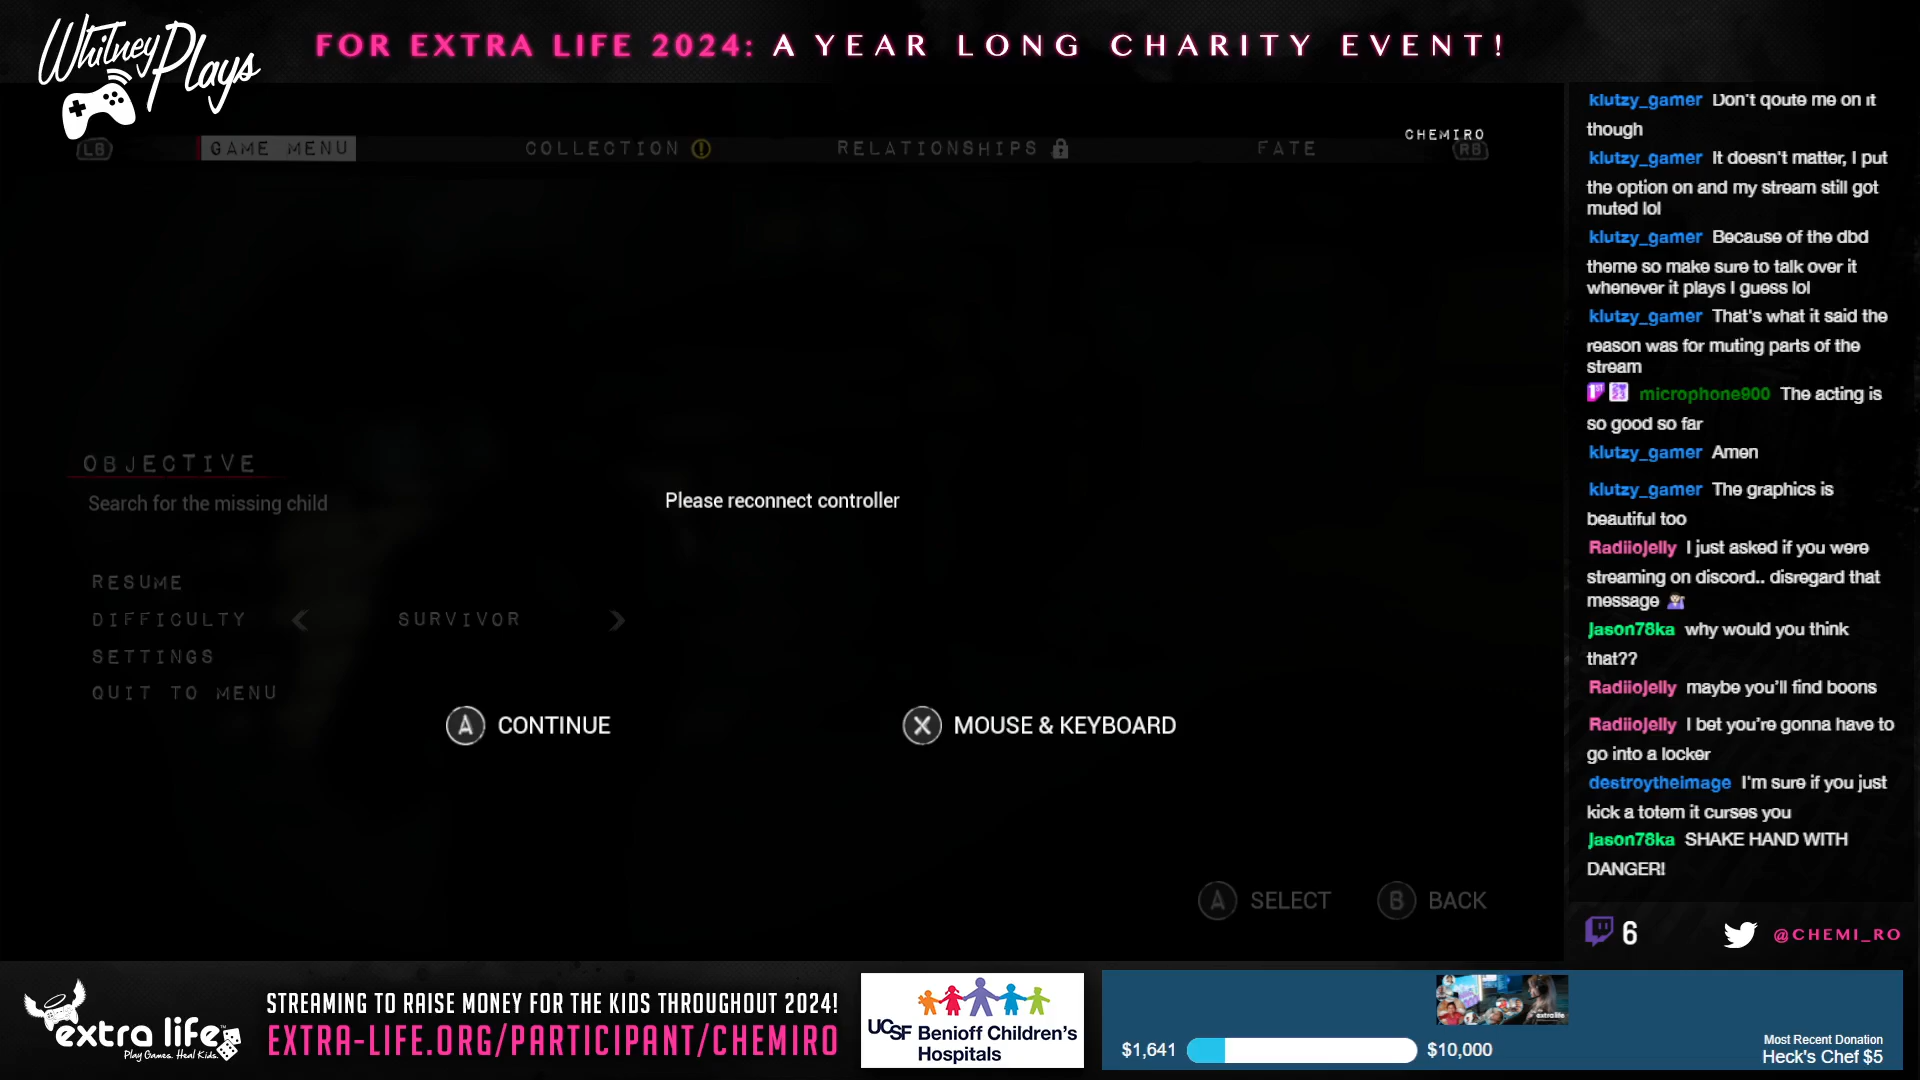 Whitney Plays
FOR EXTRA LIFE 2024: A YEAR LONG CHARITY EVENT!
LB
GAME MENU
COLLECTION
RELATIONSHIPS
FATE
CHEMIRO
RB
OBJECTIVE
Search for the missing child
Please reconnect controller
RESUME
DIFFICULTY
SURVIVOR
SETTINGS
QUIT TO MENU
A CONTINUE
X MOUSE & KEYBOARD
A SELECT
B BACK
klutzy_gamer Don't qoute me on it
though
klutzy_gamer It doesn't matter, I put
the option on and my stream still got
muted lol
klutzy_gamer Because of the dbd
theme so make sure to talk over it
whenever it plays I guess lol
klutzy_gamer That's what it said the
reason was for muting parts of the
stream
microphone900 The acting is
so good so far
klutzy_gamer Amen
klutzy_gamer The graphics is
beautiful too
RadiioJelly I just asked if you were
streaming on discord.. disregard that
message
Jason78ka why would you think
that??
RadiioJelly maybe you'll find boons
RadiioJelly I bet you're gonna have to
go into a locker
destroytheimage I'm sure if you just
kick a totem it curses you
Jason78ka SHAKE HAND WITH
DANGER!
6
@CHEMI_RO
extra life
Play Games. Heal Kids.
STREAMING TO RAISE MONEY FOR THE KIDS THROUGHOUT 2024!
EXTRA-LIFE.ORG/PARTICIPANT/CHEMIRO
UCSF Benioff Children's
Hospitals
$1,641
$10,000
Most Recent Donation
Heck's Chef $5